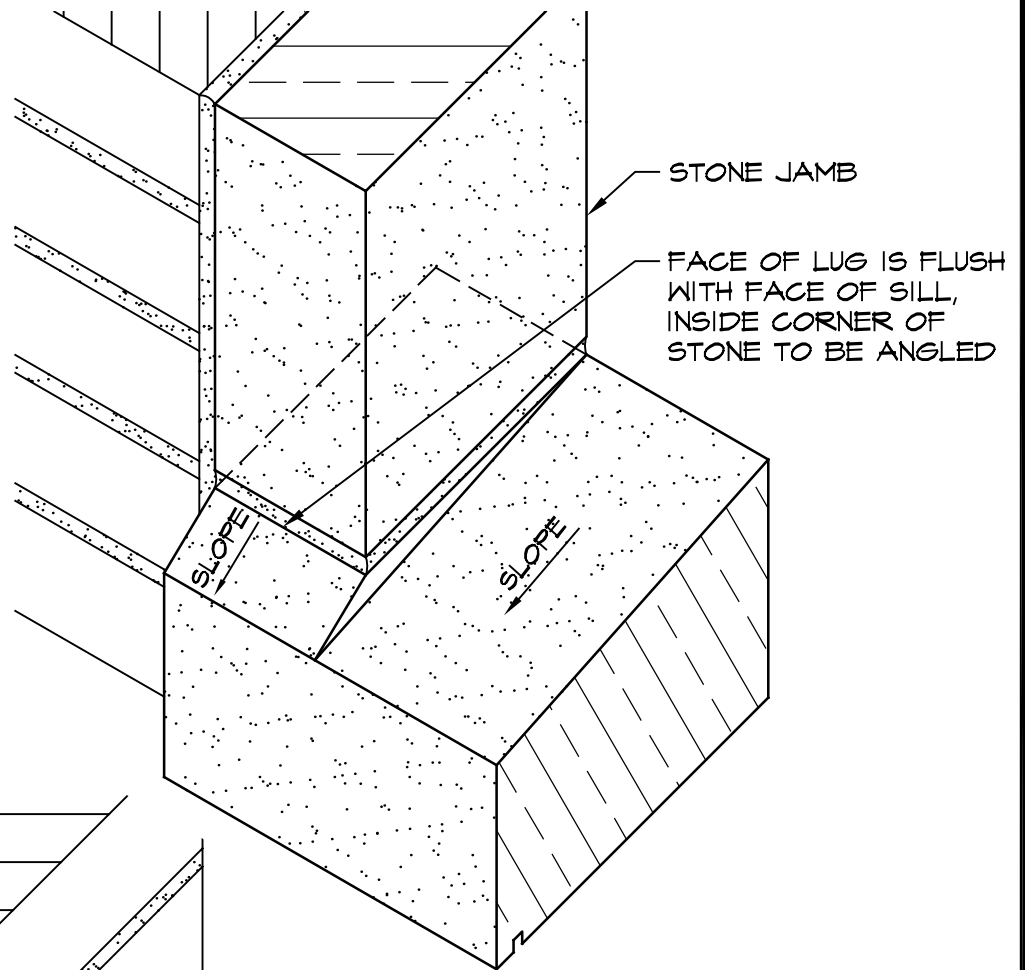 STONE JAMB
FACE OF LUG IS FLUSH
WITH FACE OF SILL,
INSIDE CORNER OF
STONE TO BE ANGLED
SLOPE
SLOPE